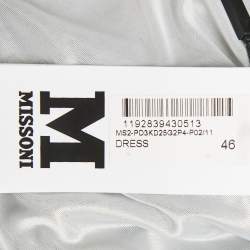 M
MISSONI
1192839430513
MS2-PD3KD25G2P4-P02/11
DRESS 46